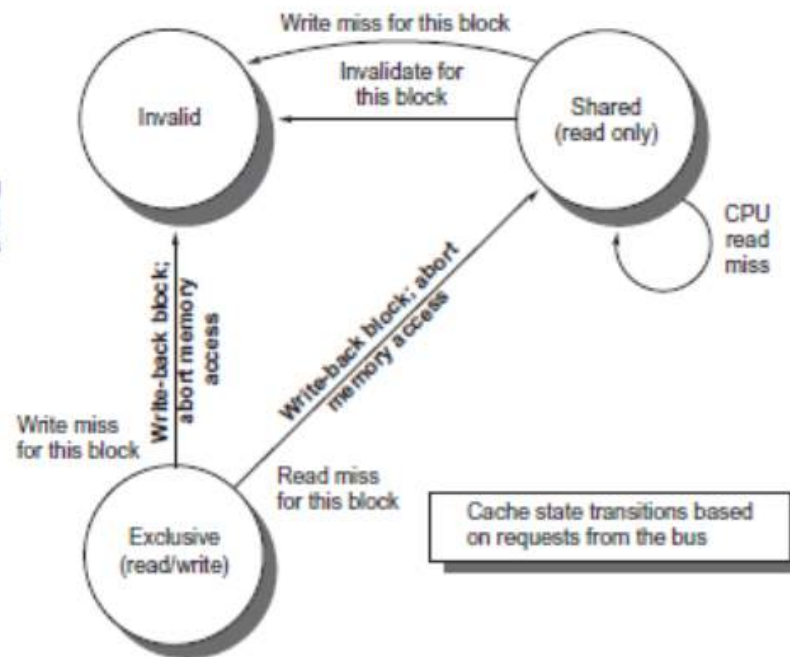 Write miss for this block
Invalidate for
this block
Invalid
Shared
(read only)
CPU
read
miss
Write-back block;
abort memory
access
Write-back block; abort
memory access
Write miss
for this block
Read miss
for this block
Exclusive
(read/write)
Cache state transitions based
on requests from the bus